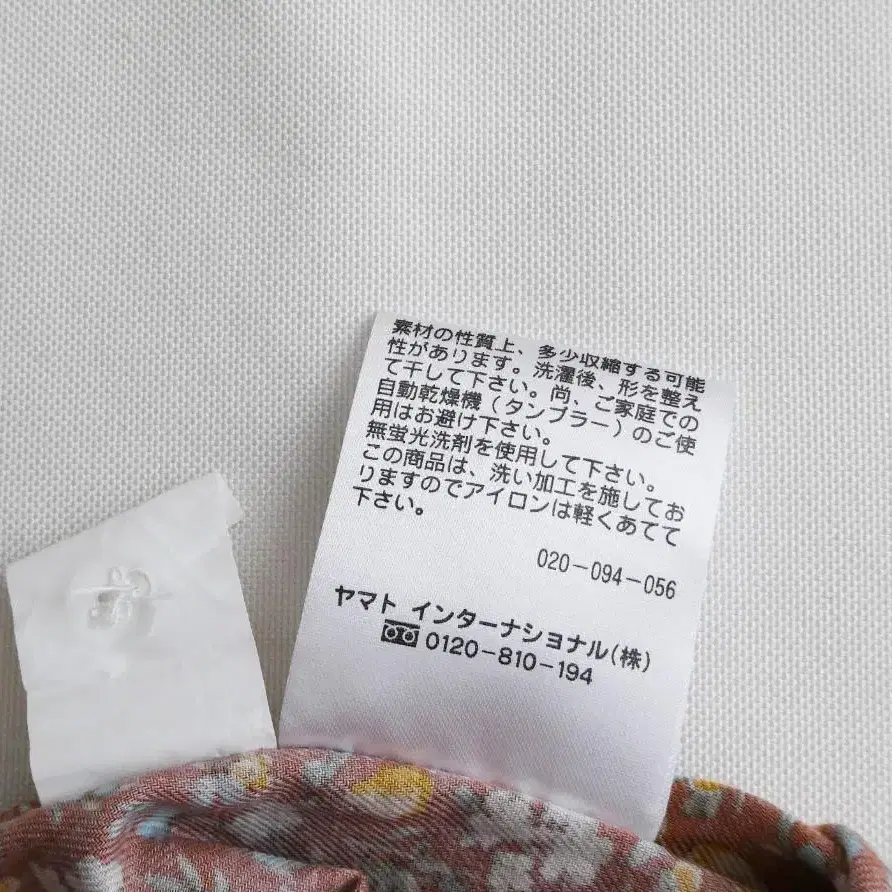 素材の性質上、多少収縮する可能
性があります。洗濯後、形を整え
て干して下さい。尚、ご家庭での
自動乾燥機（タンブラー）のご使
用はお避け下さい。
無蛍光洗剤を使用して下さい。
この商品は、洗い加工を施してお
りますのでアイロンは軽くあてて
下さい。
020-094-056
ヤマト インターナショナル(株)
0120-810-194